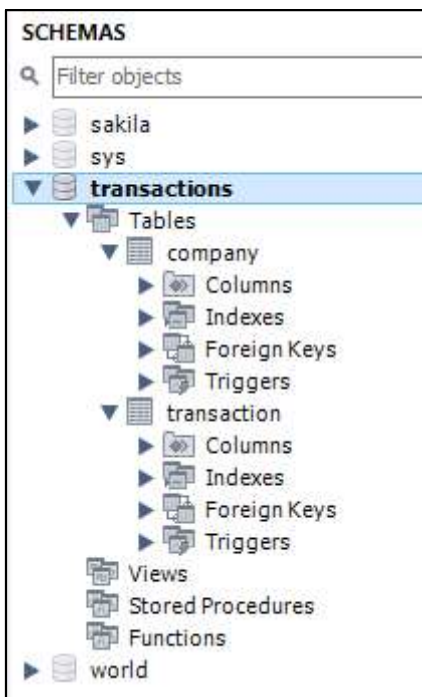 SCHEMAS
Filter objects
sakila
sys
transactions
Tables
company
Columns
Indexes
Foreign Keys
Triggers
transaction
Columns
Indexes
Foreign Keys
Triggers
Views
Stored Procedures
Functions
world